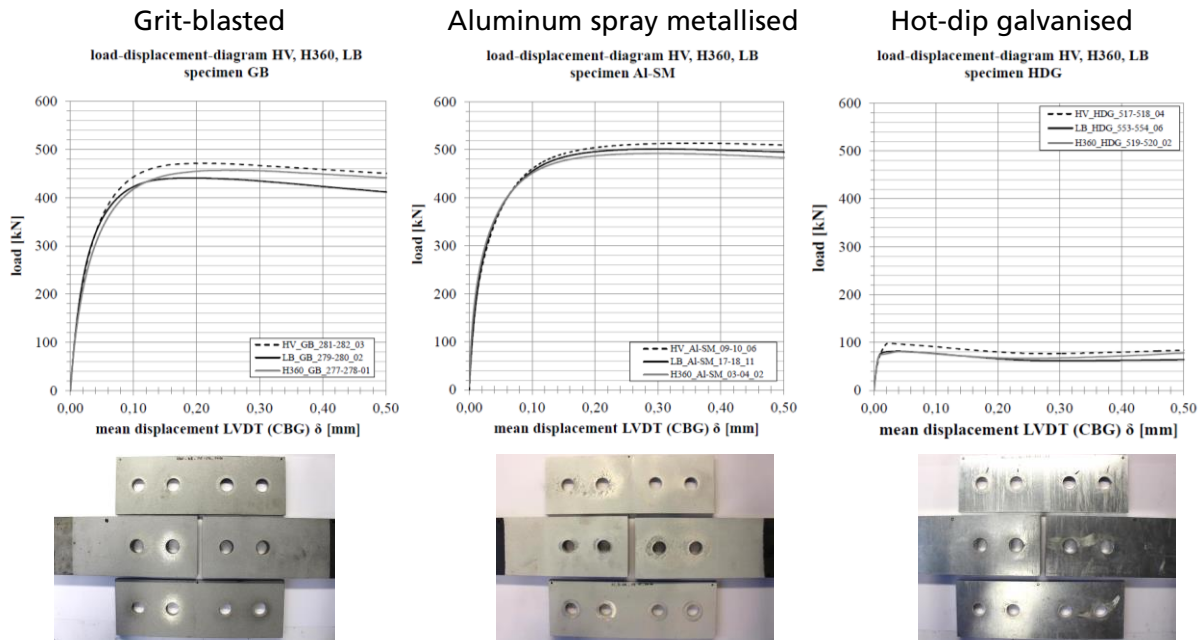 Grit-blasted
load-displacement-diagram HV, H360, LB
specimen GB
600
500
400
300
200
100
0
load [kN]
HV_GB_281-282_03
LB_GB_279-280_02
H360_GB_277-278-01
0,00 0,10 0,20 0,30 0,40 0,50
mean displacement LVDT (CBG) δ [mm]
Aluminum spray metallised
load-displacement-diagram HV, H360, LB
specimen Al-SM
600
500
400
300
200
100
0
load [kN]
HV_Al-SM_09-10_06
LB_Al-SM_17-18_11
H360_Al-SM_03-04_02
0,00 0,10 0,20 0,30 0,40 0,50
mean displacement LVDT (CBG) δ [mm]
Hot-dip galvanised
load-displacement-diagram HV, H360, LB
specimen HDG
600
500
400
300
200
100
0
load [kN]
HV_HDG_517-518_04
LB_HDG_553-554_06
H360_HDG_519-520_02
0,00 0,10 0,20 0,30 0,40 0,50
mean displacement LVDT (CBG) δ [mm]